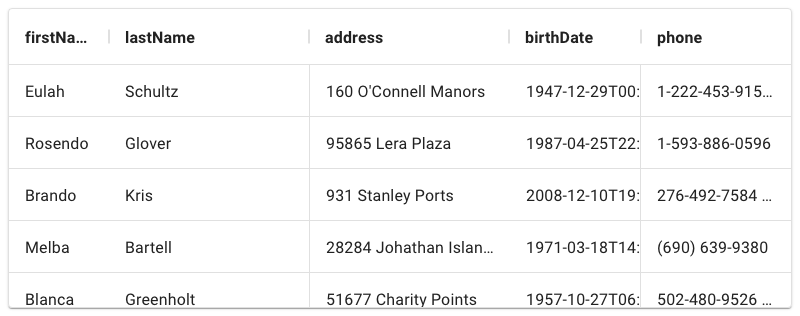 firstNa… lastName address birthDate phone
Eulah Schultz 160 O'Connell Manors 1947-12-29T00: 1-222-453-915…
Rosendo Glover 95865 Lera Plaza 1987-04-25T22: 1-593-886-0596
Brando Kris 931 Stanley Ports 2008-12-10T19: 276-492-7584 …
Melba Bartell 28284 Johathan Islan… 1971-03-18T14: (690) 639-9380
Blanca Greenholt 51677 Charity Points 1957-10-27T06: 502-480-9526 …